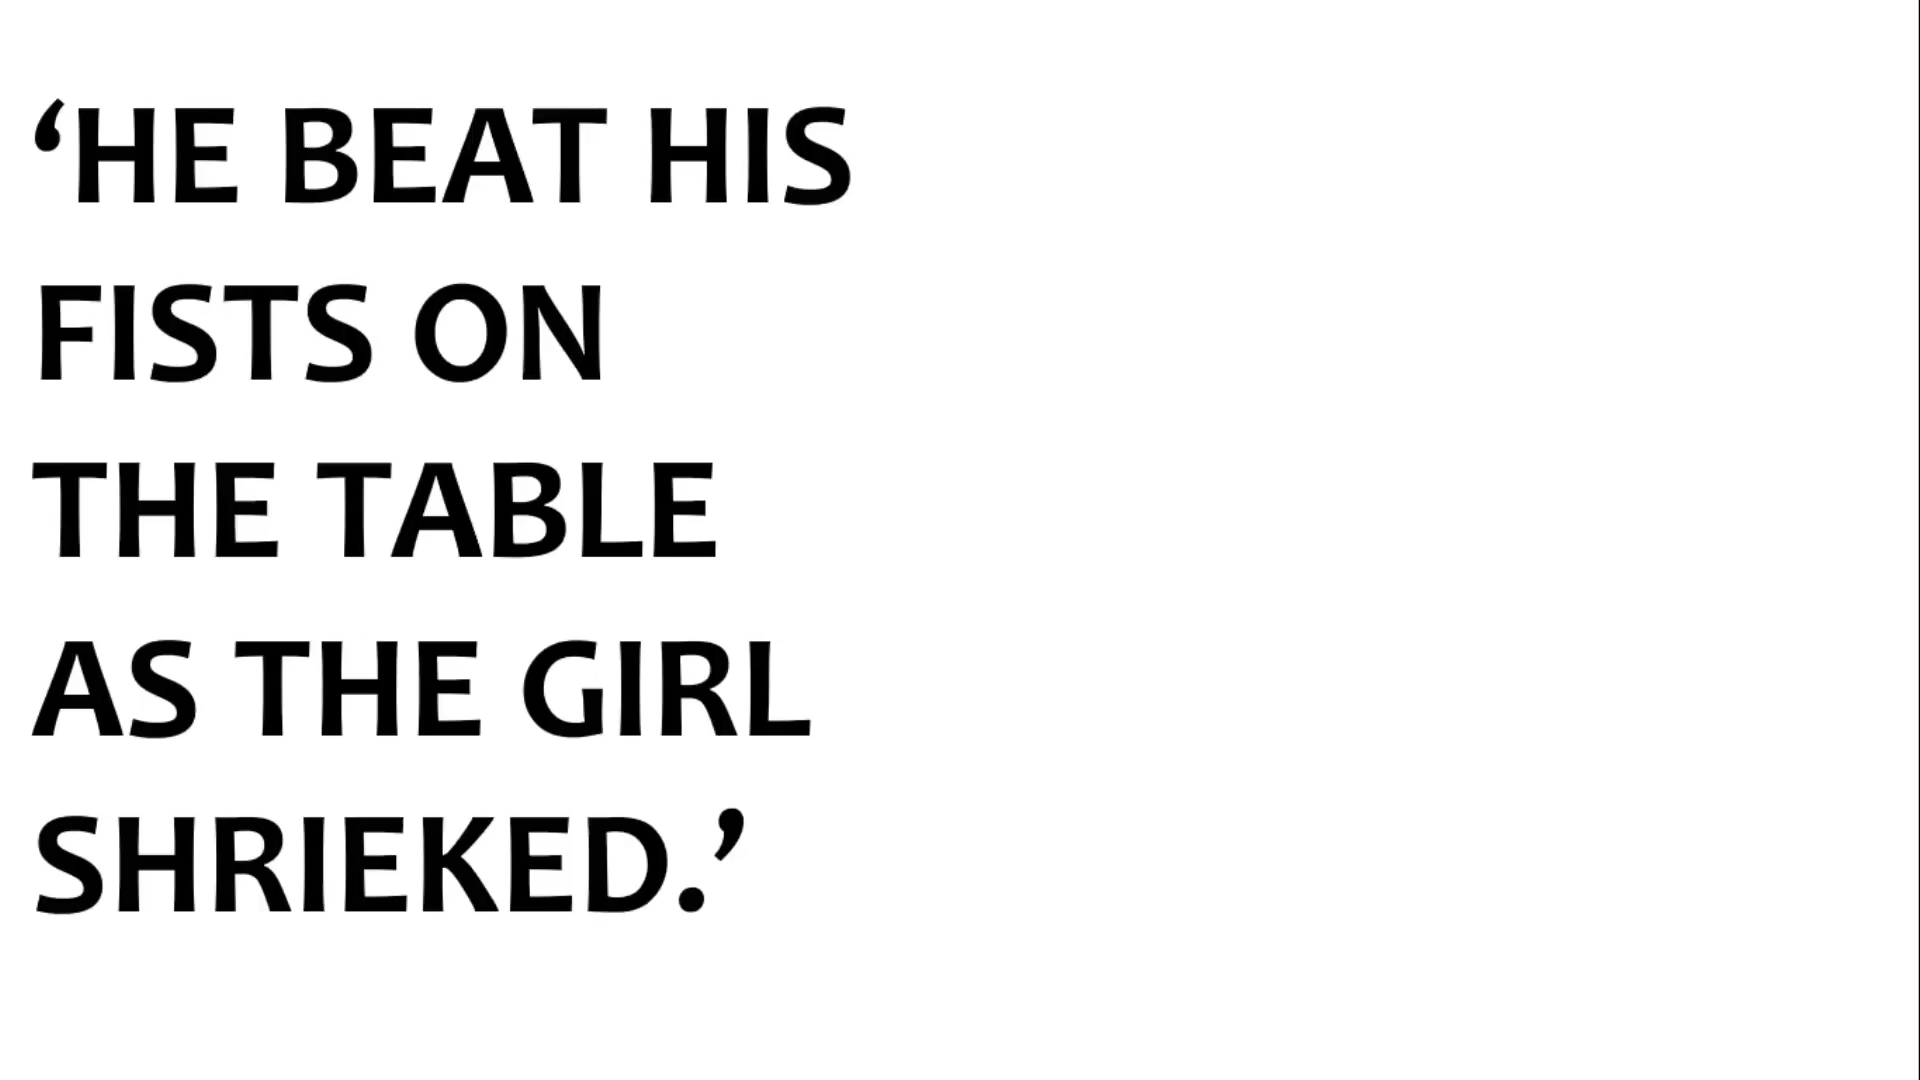 ‘HE BEAT HIS
FISTS ON
THE TABLE
AS THE GIRL
SHRIEKED.’